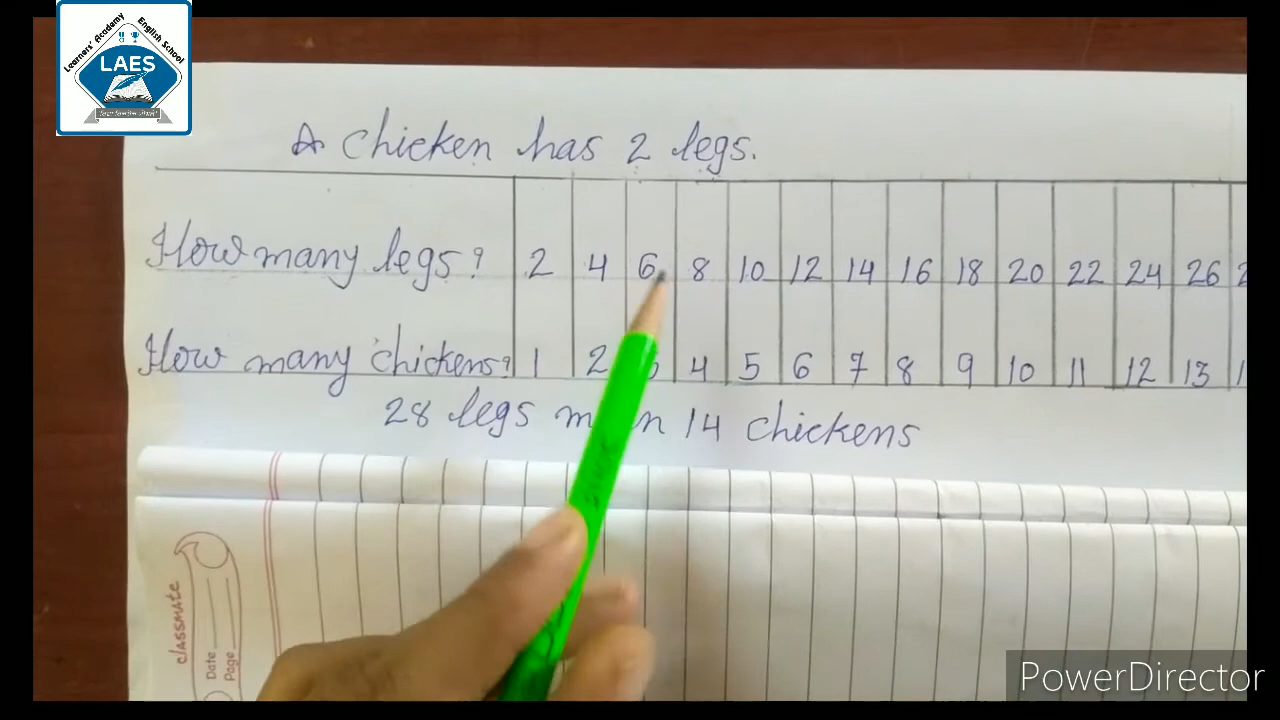 Learners' Academy English School
LAES
A chicken has 2 legs.
How many legs? 2 4 6 8 10 12 14 16 18 20 22 24 26
How many chickens? 1 2 4 5 6 7 8 9 10 11 12 13
28 legs 14 chickens
classmate
Date
Page
PowerDirector